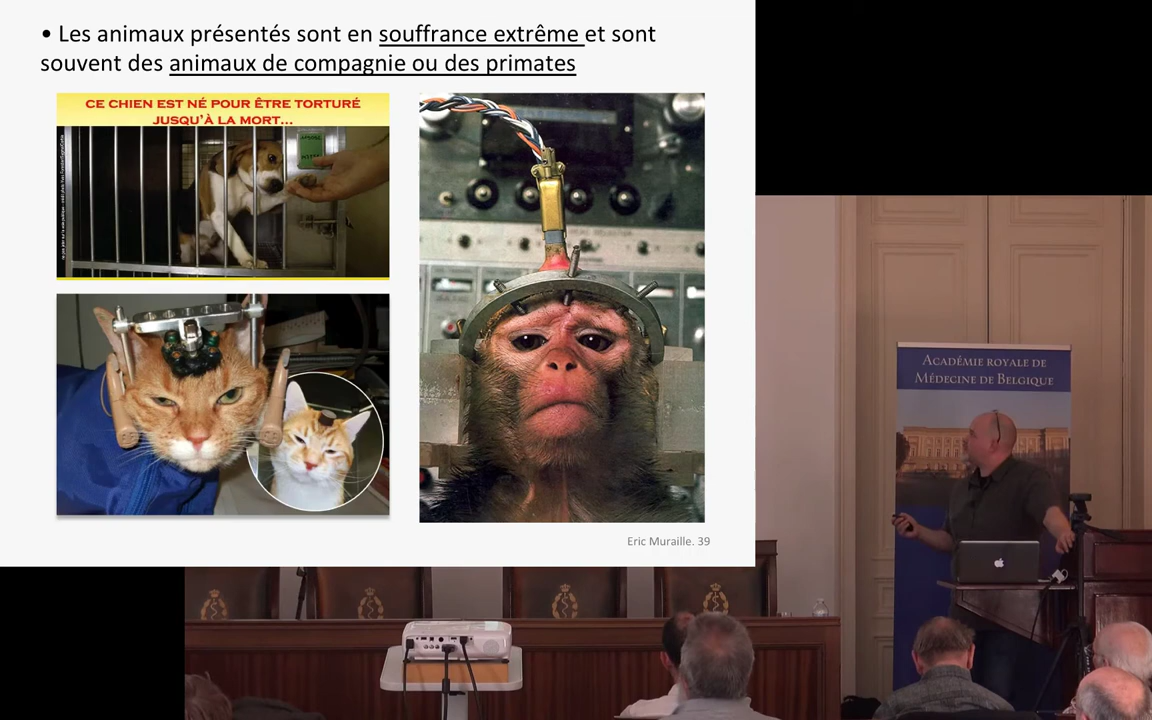 • Les animaux présentés sont en souffrance extrême et sont
souvent des animaux de compagnie ou des primates
CE CHIEN EST NÉ POUR ÊTRE TORTURÉ
JUSQU'À LA MORT...
Eric Muraille. 39
ACADÉMIE ROYALE DE
MÉDECINE DE BELGIQUE